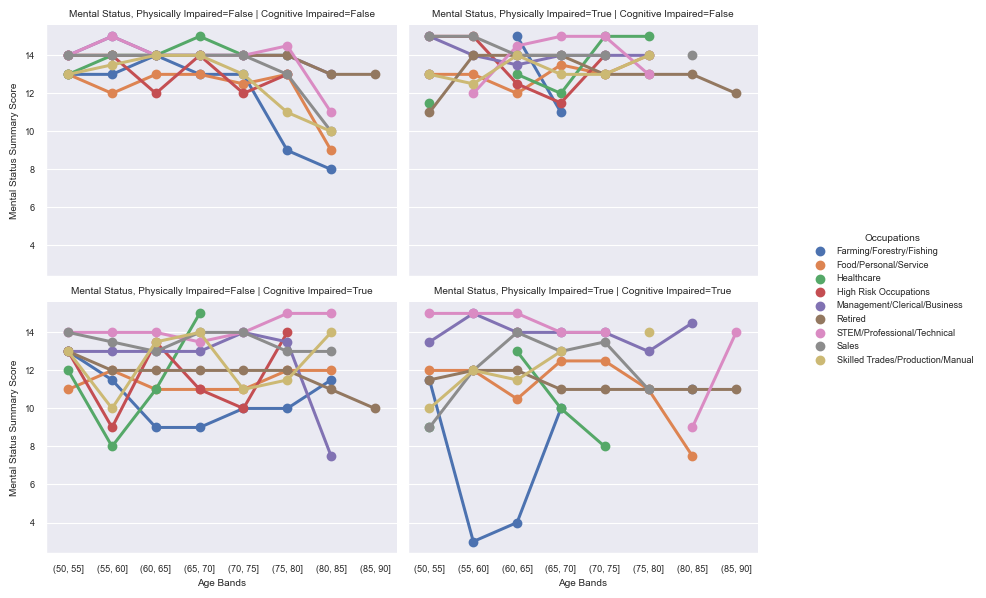 Mental Status, Physically Impaired=False | Cognitive Impaired=False
Mental Status, Physically Impaired=True | Cognitive Impaired=False
Mental Status Summary Score
14
12
10
8
6
4
Mental Status, Physically Impaired=False | Cognitive Impaired=True
Mental Status, Physically Impaired=True | Cognitive Impaired=True
Mental Status Summary Score
14
12
10
8
6
4
(50, 55]
(55, 60]
(60, 65]
(65, 70]
(70, 75]
(75, 80]
(80, 85]
(85, 90]
Age Bands
(50, 55]
(55, 60]
(60, 65]
(65, 70]
(70, 75]
(75, 80]
(80, 85]
(85, 90]
Age Bands
Occupations
Farming/Forestry/Fishing
Food/Personal/Service
Healthcare
High Risk Occupations
Management/Clerical/Business
Retired
STEM/Professional/Technical
Sales
Skilled Trades/Production/Manual